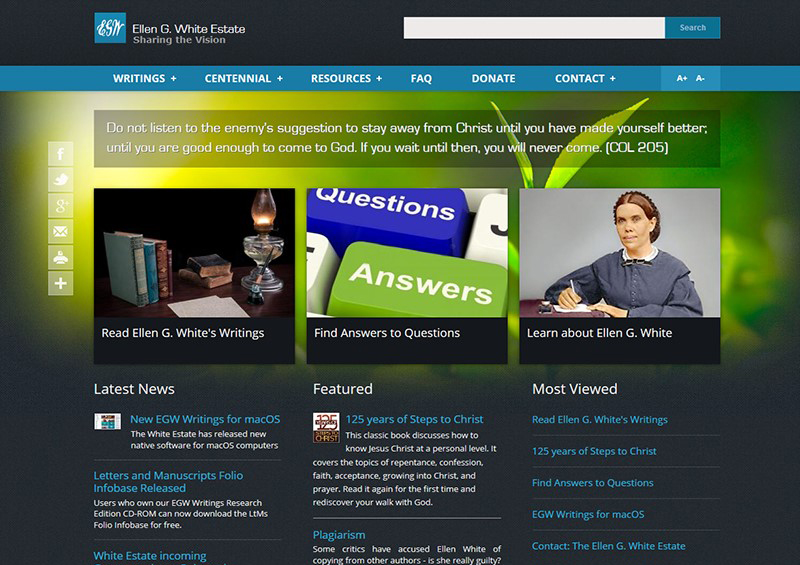 EGW
Ellen G. White Estate
Sharing the Vision
Search
WRITINGS +
CENTENNIAL +
RESOURCES +
FAQ
DONATE
CONTACT +
A+ A-
Do not listen to the enemy's suggestion to stay away from Christ until you have made yourself better;
until you are good enough to come to God. If you wait until then, you will never come. (COL 205)
f
g+
+
Questions
Answers
Read Ellen G. White's Writings
Find Answers to Questions
Learn about Ellen G. White
Latest News
New EGW Writings for macOS
The White Estate has released new
native software for macOS computers
Letters and Manuscripts Folio
Infobase Released
Users who own our EGW Writings Research
Edition CD-ROM can now download the LtMs
Folio Infobase for free.
White Estate incoming
Featured
125
STEPS TO
CHRIST
125 years of Steps to Christ
This classic book discusses how to
know Jesus Christ at a personal level. It
covers the topics of repentance, confession,
faith, acceptance, growing into Christ, and
prayer. Read it again for the first time and
rediscover your walk with God.
Plagiarism
Some critics have accused Ellen White of
copying from other authors - is she really guilty?
Most Viewed
Read Ellen G. White's Writings
125 years of Steps to Christ
Find Answers to Questions
EGW Writings for macOS
Contact: The Ellen G. White Estate